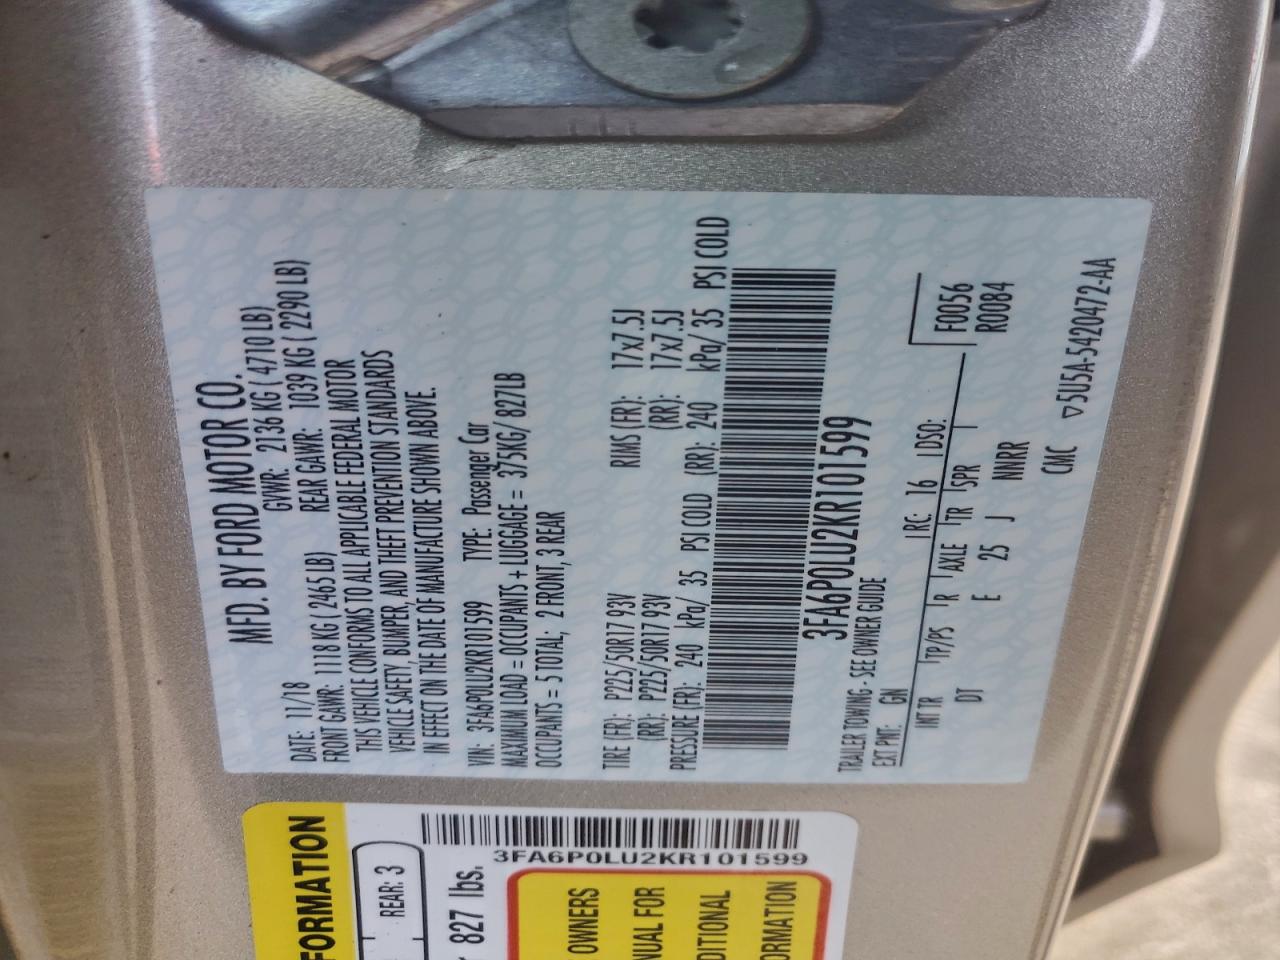 MFD. BY FORD MOTOR CO.
DATE: 11/18 GVWR: 2136 KG ( 4710 LB)
FRONT GAWR: 1118 KG ( 2465 LB) REAR GAWR: 1039 KG ( 2290 LB)
THIS VEHICLE CONFORMS TO ALL APPLICABLE FEDERAL MOTOR
VEHICLE SAFETY, BUMPER, AND THEFT PREVENTION STANDARDS
IN EFFECT ON THE DATE OF MANUFACTURE SHOWN ABOVE.
VIN: 3FA6P0LU2KR101599 TYPE: Passenger Car
MAXIMUM LOAD = OCCUPANTS + LUGGAGE = 375KG/ 827LB
OCCUPANTS = 5 TOTAL; 2 FRONT, 3 REAR
TIRE (FR): P225/50R17 93V RIMS (FR): 17x7.5J
(RR): P225/50R17 93V (RR): 17x7.5J
PRESSURE (FR): 240 kPa/ 35 PSI COLD (RR): 240 kPa/ 35 PSI COLD
3FA6P0LU2KR101599
TRAILER TOWING - SEE OWNER GUIDE
EXT PNT: GN RC: 16 DSO:
INT TR TP/PS R AXLE TR SPR
DT E 25 J NNRR
F0056
R0084
CMC ▽5U5A-5420472-AA
FORMATION
REAR: 3
827 lbs.
3FA6P0LU2KR101599
OWNERS
NUAL FOR
DITIONAL
ORMATION